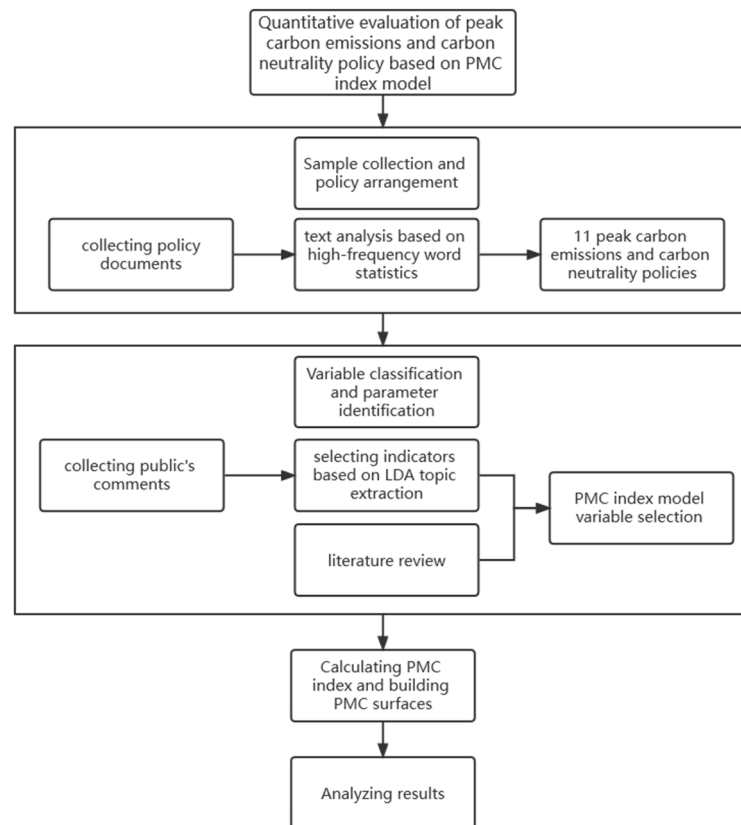 Quantitative evaluation of peak
carbon emissions and carbon
neutrality policy based on PMC
index model
Sample collection and
policy arrangement
collecting policy
documents
text analysis based on
high-frequency word
statistics
11 peak carbon
emissions and carbon
neutrality policies
Variable classification
and parameter
identification
collecting public's
comments
selecting indicators
based on LDA topic
extraction
literature review
PMC index model
variable selection
Calculating PMC
index and building
PMC surfaces
Analyzing results